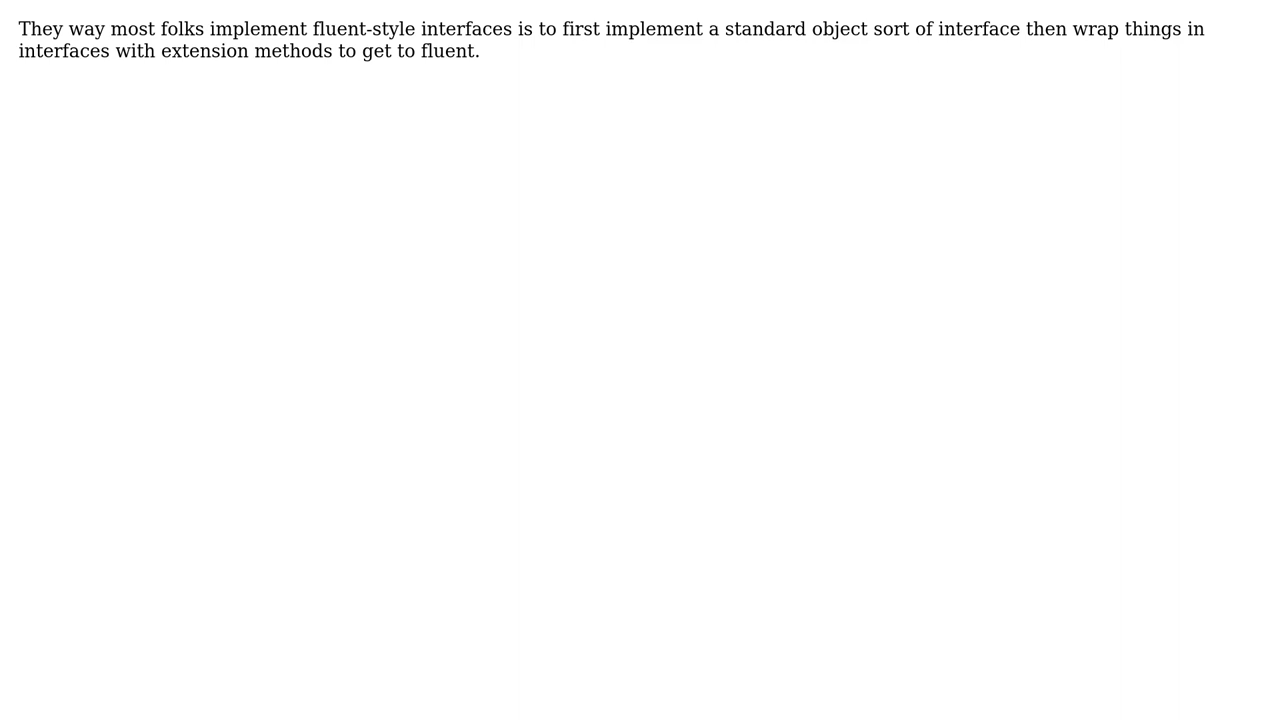 They way most folks implement fluent-style interfaces is to first implement a standard object sort of interface then wrap things in
interfaces with extension methods to get to fluent.